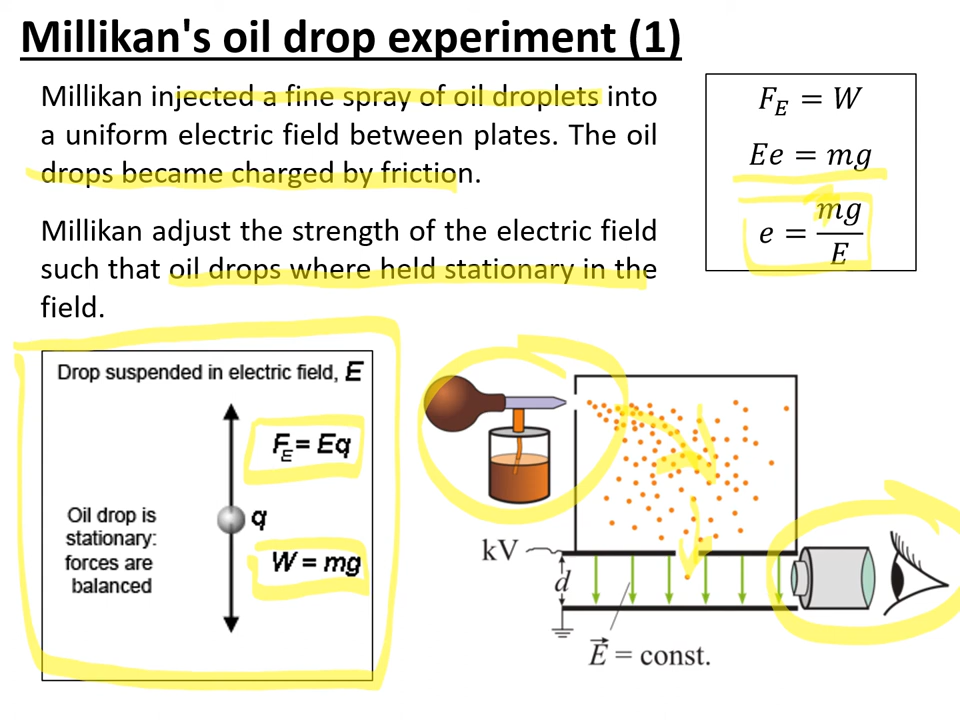 Millikan's oil drop experiment (1)
Millikan injected a fine spray of oil droplets into
a uniform electric field between plates. The oil
drops became charged by friction.
Millikan adjust the strength of the electric field
such that oil drops where held stationary in the
field.
F_E = W
Ee = mg
e = mg/E
Drop suspended in electric field, E
F_E = Eq
Oil drop is
stationary:
forces are
balanced
q
W = mg
kV
d
E⃗ = const.